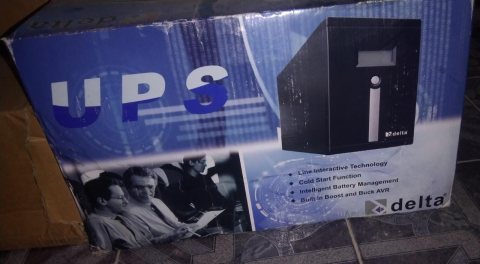 UPS
delta
Line Interactive Technology
Cold Start Function
Intelligent Battery Management
Built in Boost and Buck AVR
delta®